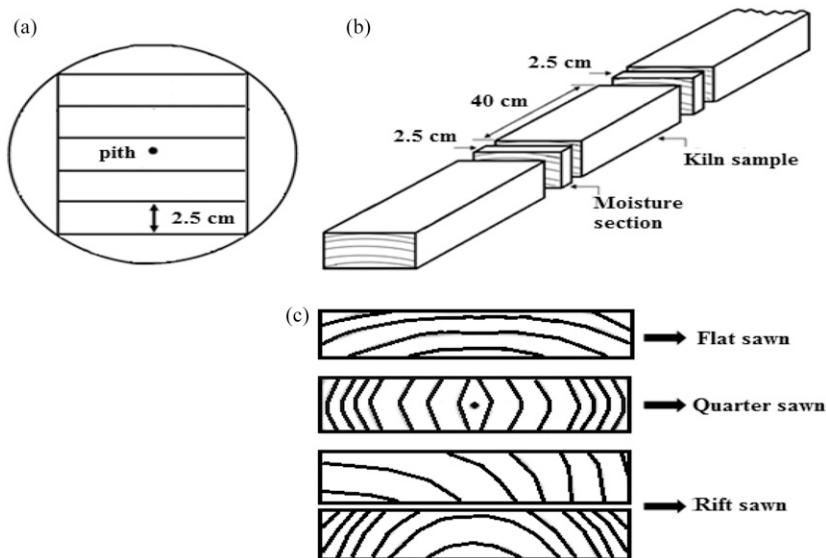 (a)
pith
2.5 cm
(b)
2.5 cm
40 cm
2.5 cm
Kiln sample
Moisture
section
(c)
Flat sawn
Quarter sawn
Rift sawn